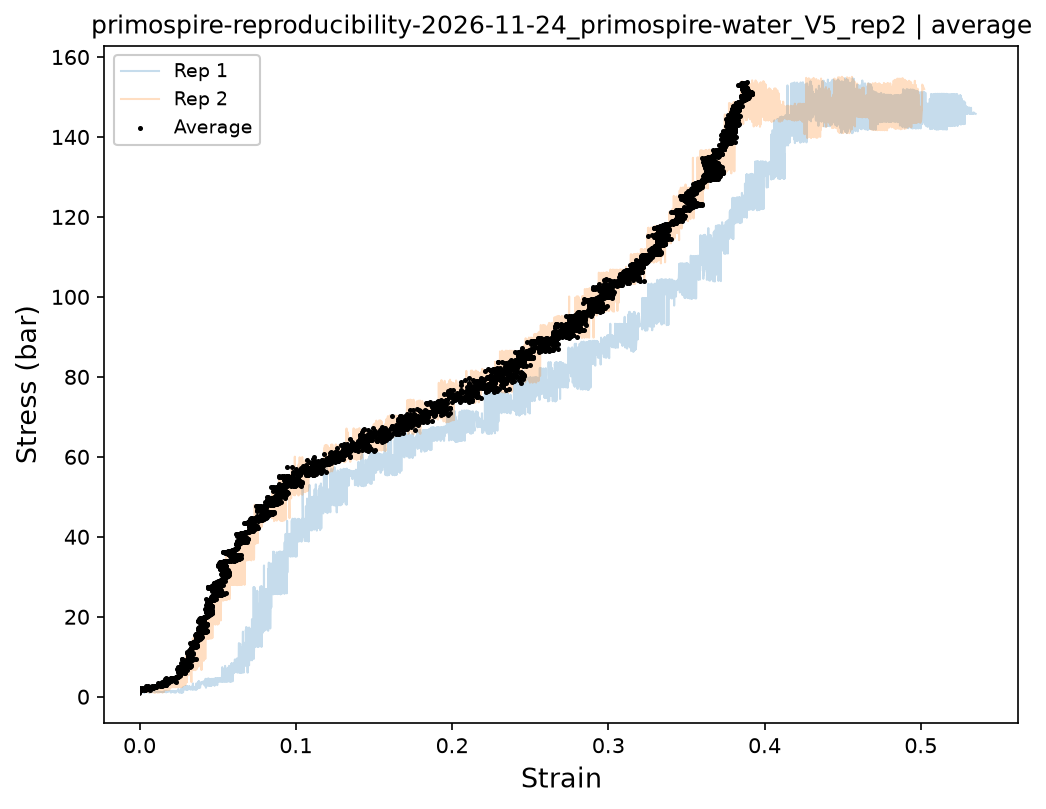 primospire-reproducibility-2026-11-24_primospire-water_V5_rep2 | average
Rep 1
Rep 2
Average
160
140
120
100
80
60
40
20
0
Stress (bar)
0.0 0.1 0.2 0.3 0.4 0.5
Strain